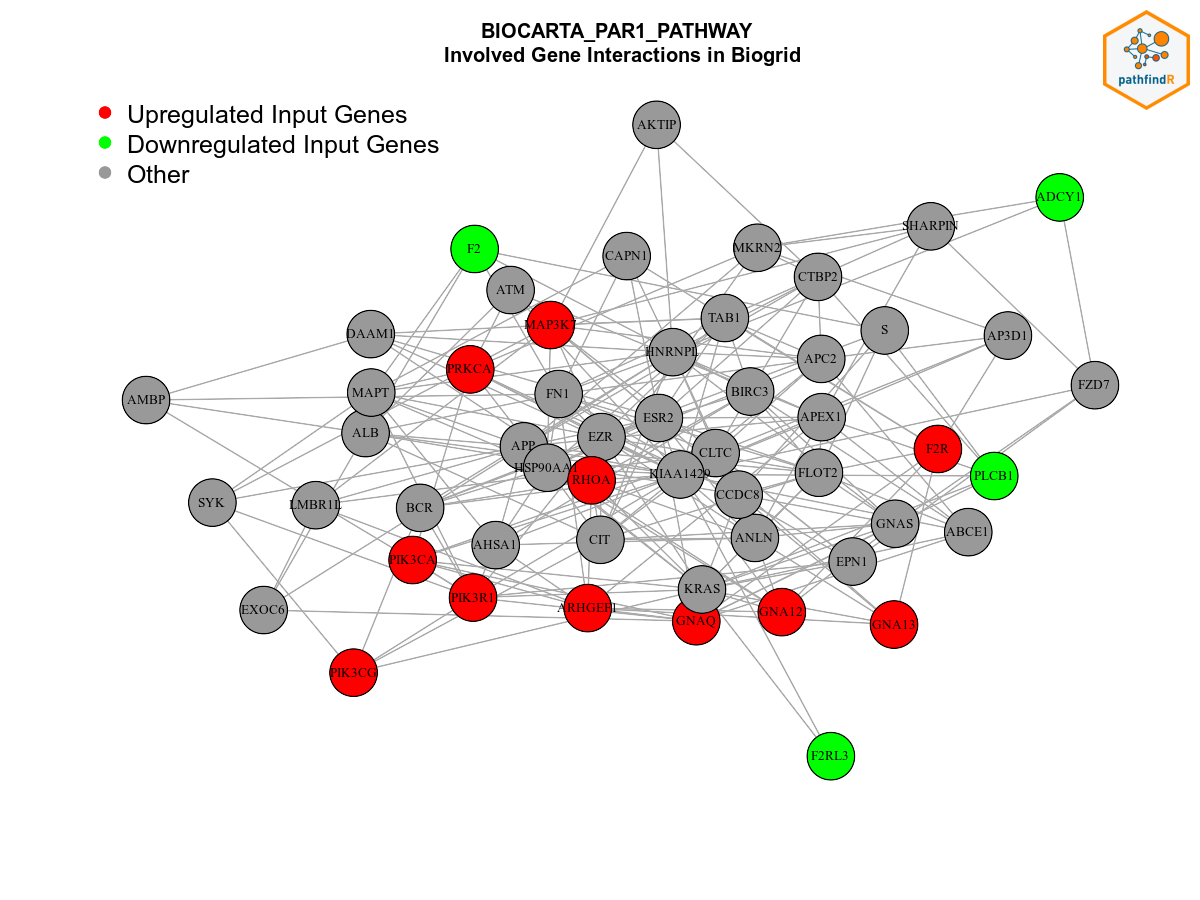 BIOCARTA_PAR1_PATHWAY
Involved Gene Interactions in Biogrid
pathfindR
Upregulated Input Genes
Downregulated Input Genes
Other
AKTIP
ADCY1
SHARPIN
F2
MKRN2
CAPN1
CTBP2
ATM
TAB1
MAP3K7
S
DAAM1
AP3D1
HNRNPL
APC2
PRKCA
FZD7
MAPT
FN1
BIRC3
AMBP
ESR2
APEX1
ALB
EZR
APP
F2R
CLTC
HSP90AA1
KIAA1429
FLOT2
PLCB1
RHOA
CCDC8
SYK
LMBR1L
BCR
GNAS
ABCE1
ANLN
CIT
AHSA1
PIK3CA
EPN1
KRAS
PIK3R1
ARHGEF1
EXOC6
GNA12
GNAQ
GNA13
PIK3CG
F2RL3